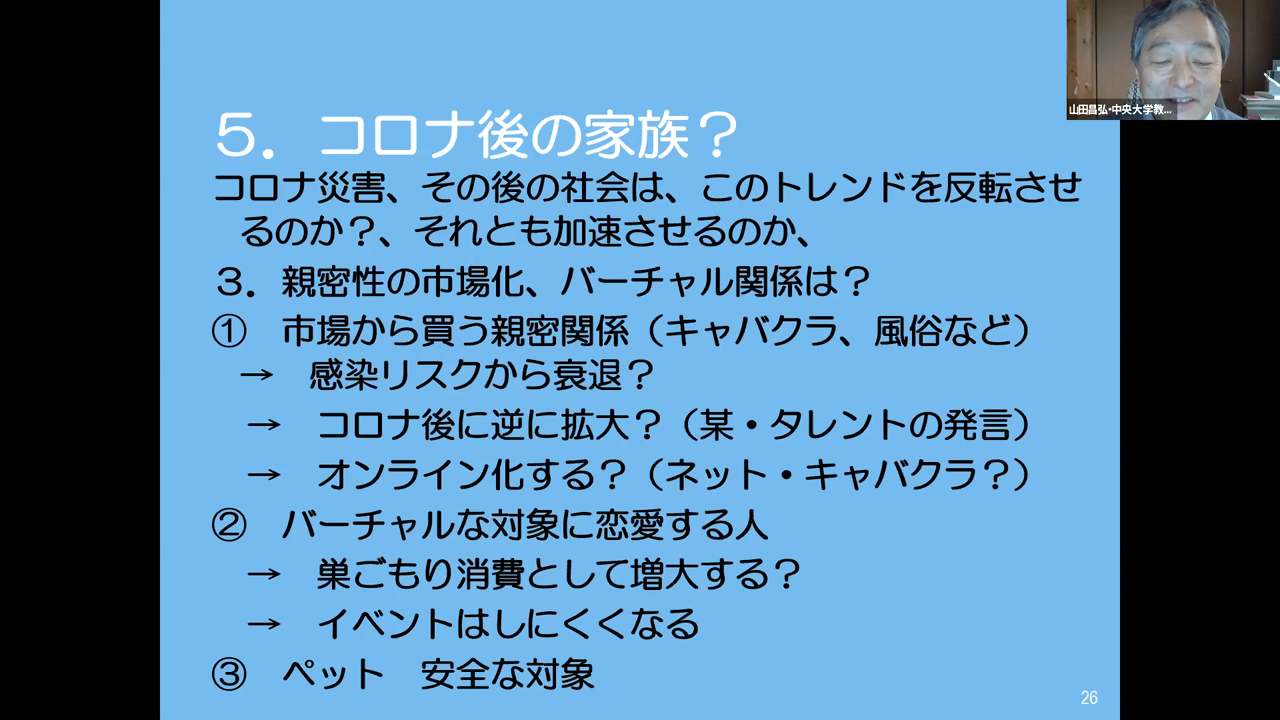 山田昌弘・中央大学教...
５．コロナ後の家族？
コロナ災害、その後の社会は、このトレンドを反転させ
るのか？、それとも加速させるのか、
３．親密性の市場化、バーチャル関係は？
①　市場から買う親密関係（キャバクラ、風俗など）
→　感染リスクから衰退？
→　コロナ後に逆に拡大？（某・タレントの発言）
→　オンライン化する？（ネット・キャバクラ？）
②　バーチャルな対象に恋愛する人
→　巣ごもり消費として増大する？
→　イベントはしにくくなる
③　ペット　安全な対象
26